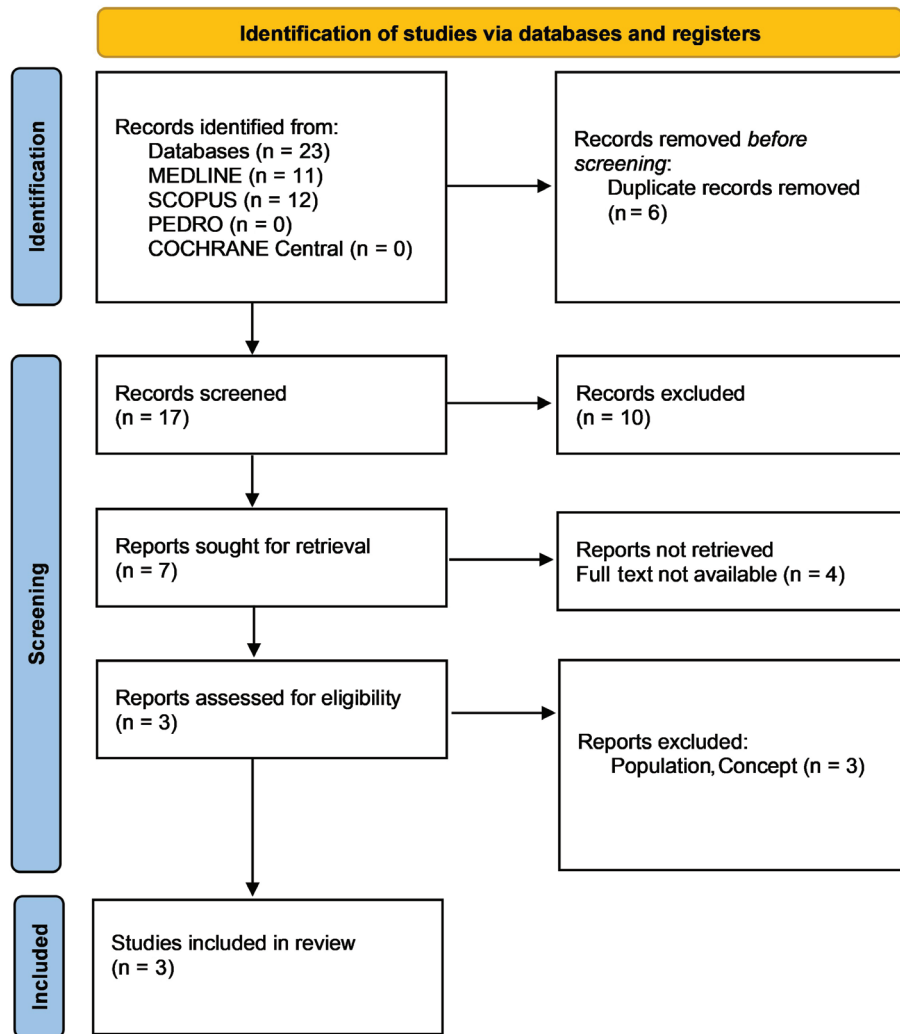 Identification of studies via databases and registers
Identification
Records identified from:
Databases (n = 23)
MEDLINE (n = 11)
SCOPUS (n = 12)
PEDRO (n = 0)
COCHRANE Central (n = 0)
Records removed before
screening:
Duplicate records removed
(n = 6)
Screening
Records screened
(n = 17)
Records excluded
(n = 10)
Reports sought for retrieval
(n = 7)
Reports not retrieved
Full text not available (n = 4)
Reports assessed for eligibility
(n = 3)
Reports excluded:
Population, Concept (n = 3)
Included
Studies included in review
(n = 3)